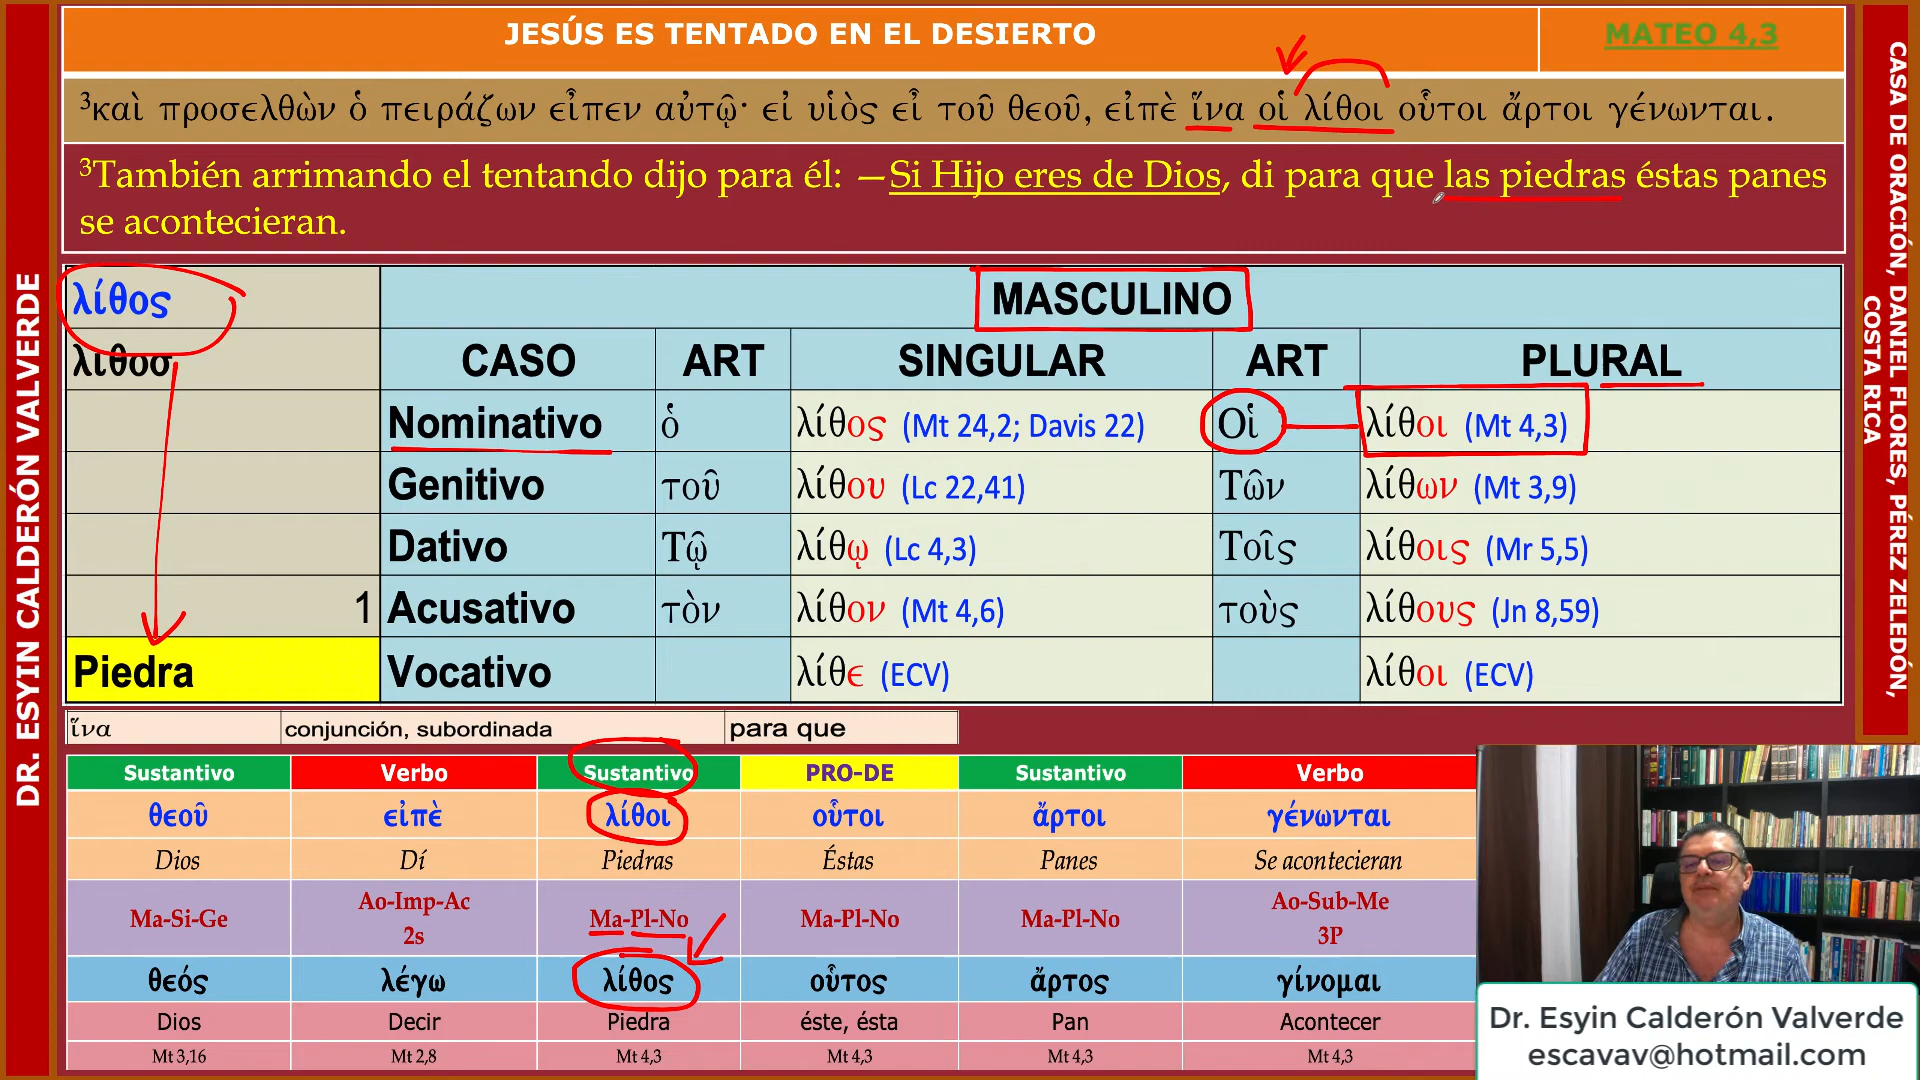 JESÚS ES TENTADO EN EL DESIERTO
MATEO 4,3
³καὶ προσελθὼν ὁ πειράζων εἶπεν αὐτῷ· εἰ υἱὸς εἶ τοῦ θεοῦ, εἰπὲ ἵνα οἱ λίθοι οὗτοι ἄρτοι γένωνται.
³También arrimando el tentando dijo para él: —Si Hijo eres de Dios, di para que las piedras éstas panes
se acontecieran.
λίθος MASCULINO
λίθοσ CASO ART SINGULAR ART PLURAL
Nominativo ὁ λίθος (Mt 24,2; Davis 22) Οἱ λίθοι (Mt 4,3)
Genitivo τοῦ λίθου (Lc 22,41) Τῶν λίθων (Mt 3,9)
Dativo Τῷ λίθῳ (Lc 4,3) Τοῖς λίθοις (Mr 5,5)
1 Acusativo τὸν λίθον (Mt 4,6) τοὺς λίθους (Jn 8,59)
Piedra Vocativo λίθε (ECV) λίθοι (ECV)
ἵνα conjunción, subordinada para que
Sustantivo Verbo Sustantivo PRO-DE Sustantivo Verbo
θεοῦ εἰπὲ λίθοι οὗτοι ἄρτοι γένωνται
Dios Dí Piedras Éstas Panes Se acontecieran
Ma-Si-Ge Ao-Imp-Ac 2s Ma-Pl-No Ma-Pl-No Ma-Pl-No Ao-Sub-Me 3P
θεός λέγω λίθος οὗτος ἄρτος γίνομαι
Dios Decir Piedra éste, ésta Pan Acontecer
Mt 3,16 Mt 2,8 Mt 4,3 Mt 4,3 Mt 4,3 Mt 4,3
DR. ESYIN CALDERÓN VALVERDE
CASA DE ORACIÓN, DANIEL FLORES, PÉREZ ZELEDÓN,
COSTA RICA
Dr. Esyin Calderón Valverde
escavav@hotmail.com